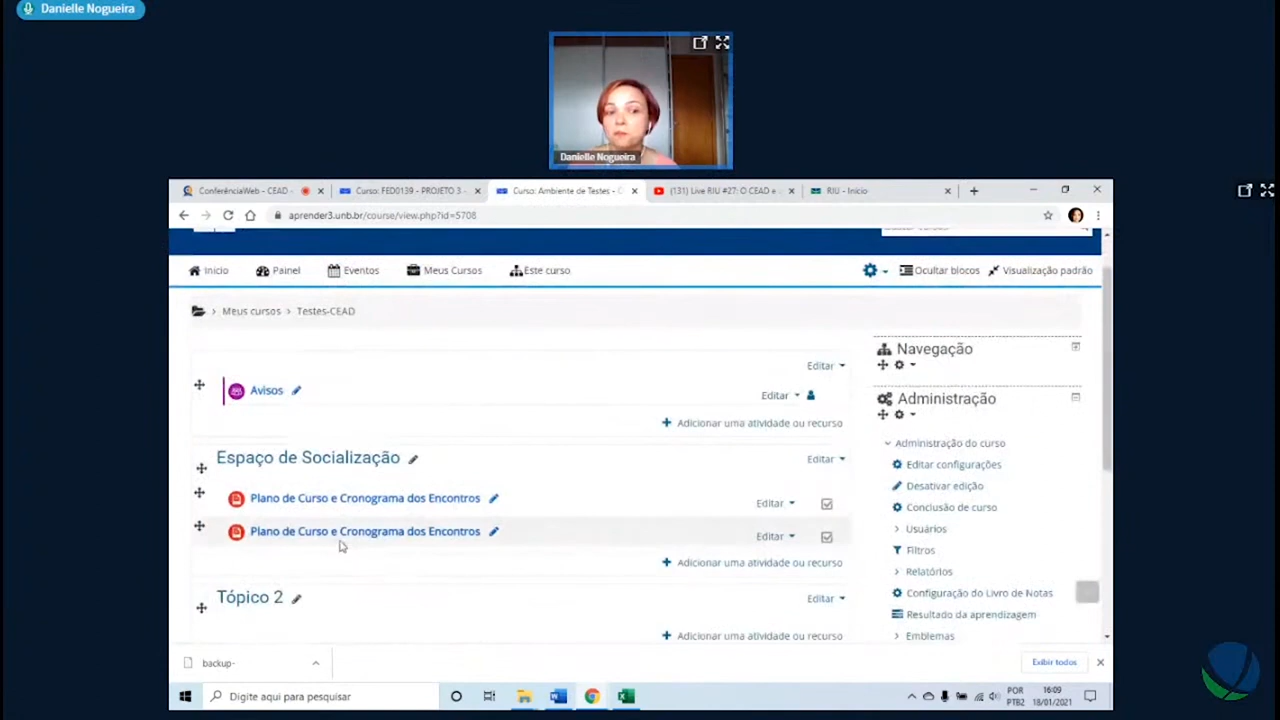 Danielle Nogueira
Danielle Nogueira
ConferênciaWeb - CEAD -
Curso: FED0139 - PROJETO 3 -
Curso: Ambiente de Testes - C
(131) Live RIU #27: O CEAD e
RIU - Início
aprender3.unb.br/course/view.php?id=5708
Início
Painel
Eventos
Meus Cursos
Este curso
Ocultar blocos
Visualização padrão
Meus cursos > Testes-CEAD
Editar
Avisos
Editar
Adicionar uma atividade ou recurso
Espaço de Socialização
Editar
Plano de Curso e Cronograma dos Encontros
Editar
Plano de Curso e Cronograma dos Encontros
Editar
Adicionar uma atividade ou recurso
Tópico 2
Editar
Adicionar uma atividade ou recurso
Navegação
Administração
Administração do curso
Editar configurações
Desativar edição
Conclusão de curso
Usuários
Filtros
Relatórios
Configuração do Livro de Notas
Resultado da aprendizagem
Emblemas
backup-
Exibir todos
Digite aqui para pesquisar
POR
PTB2
16:09
18/01/2021